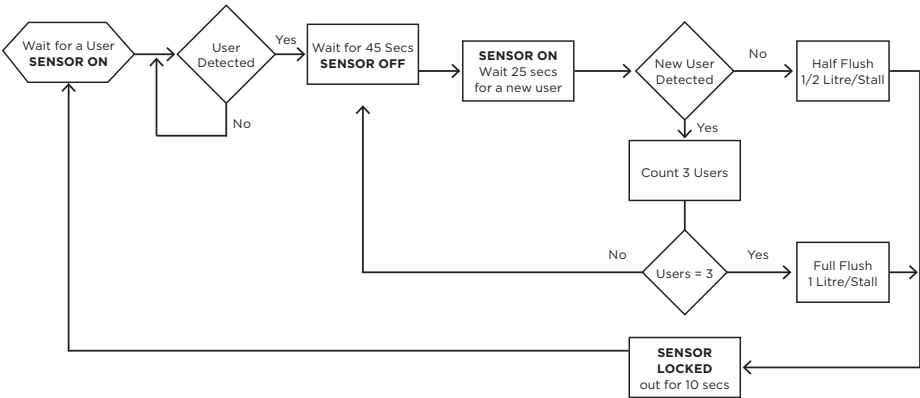 Wait for a User
SENSOR ON
User
Detected
Yes
No
Wait for 45 Secs
SENSOR OFF
SENSOR ON
Wait 25 secs
for a new user
New User
Detected
No
Yes
Half Flush
1/2 Litre/Stall
Count 3 Users
Users = 3
No
Yes
Full Flush
1 Litre/Stall
SENSOR
LOCKED
out for 10 secs